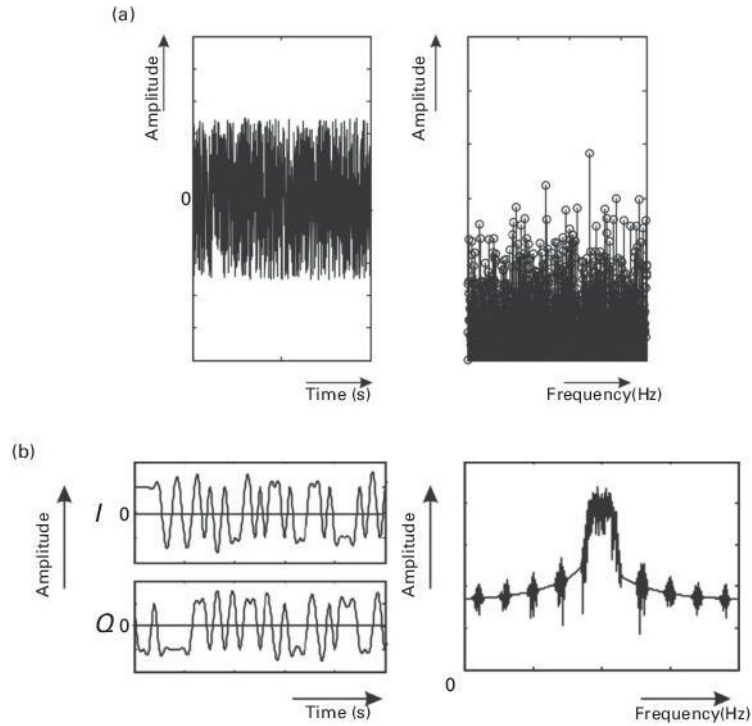 (a)
Amplitude
0
Time (s)
Amplitude
Frequency(Hz)
(b)
Amplitude
I 0
Q 0
Time (s)
Amplitude
0
Frequency(Hz)